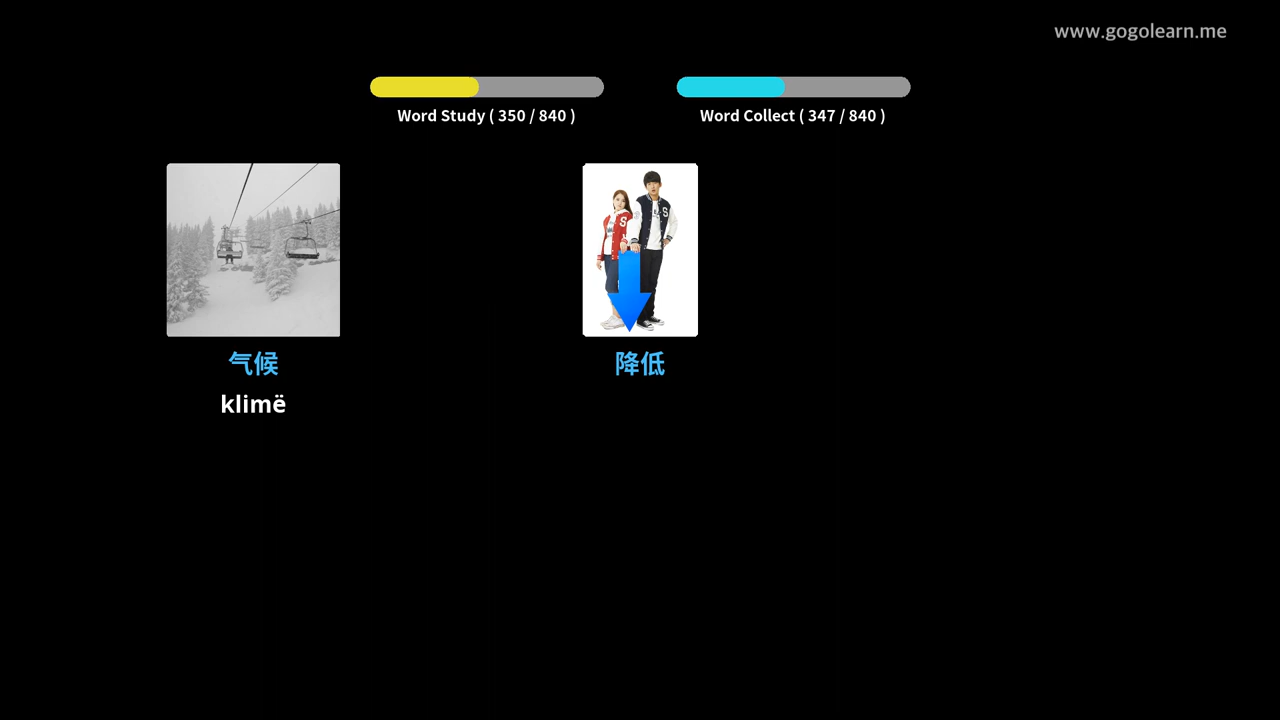 www.gogolearn.me
Word Study ( 350 / 840 )
Word Collect ( 347 / 840 )
气候
klimë
降低
S
S